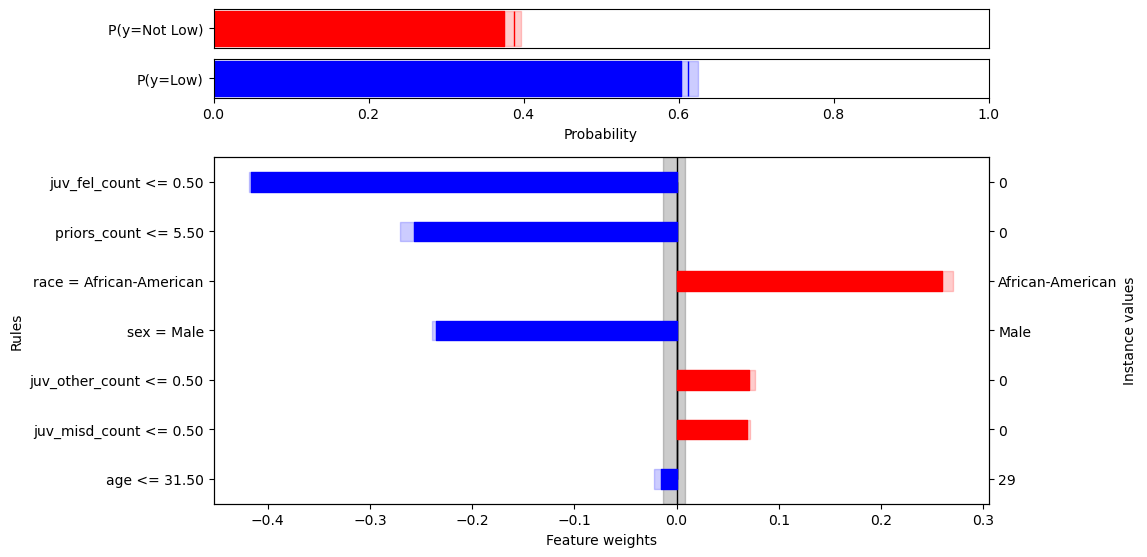 P(y=Not Low)
P(y=Low)
0.0 0.2 0.4 0.6 0.8 1.0
Probability
juv_fel_count <= 0.50 0
priors_count <= 5.50 0
race = African-American African-American
sex = Male Male
juv_other_count <= 0.50 0
juv_misd_count <= 0.50 0
age <= 31.50 29
Rules
Instance values
−0.4 −0.3 −0.2 −0.1 0.0 0.1 0.2 0.3
Feature weights